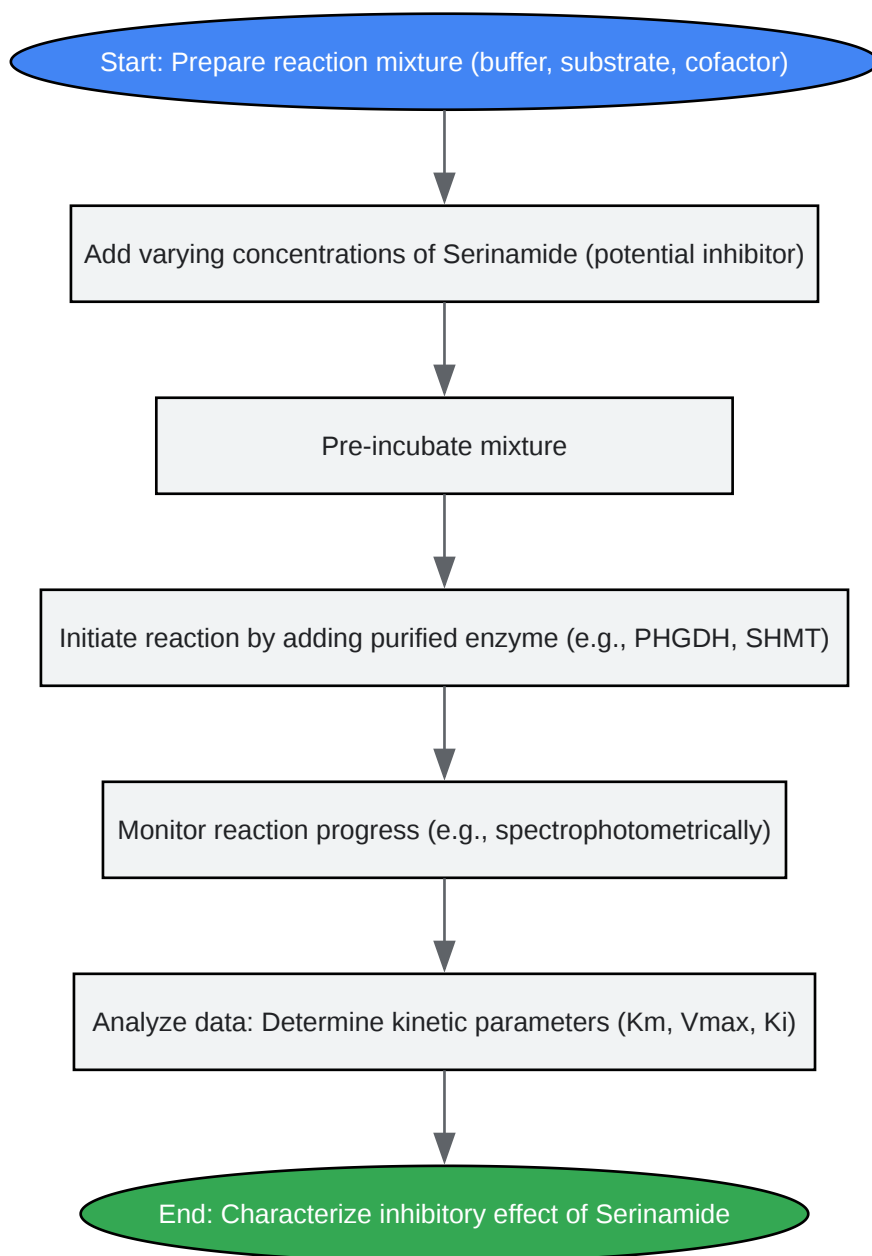 Start: Prepare reaction mixture (buffer, substrate, cofactor)
Add varying concentrations of Serinamide (potential inhibitor)
Pre-incubate mixture
Initiate reaction by adding purified enzyme (e.g., PHGDH, SHMT)
Monitor reaction progress (e.g., spectrophotometrically)
Analyze data: Determine kinetic parameters (Km, Vmax, Ki)
End: Characterize inhibitory effect of Serinamide